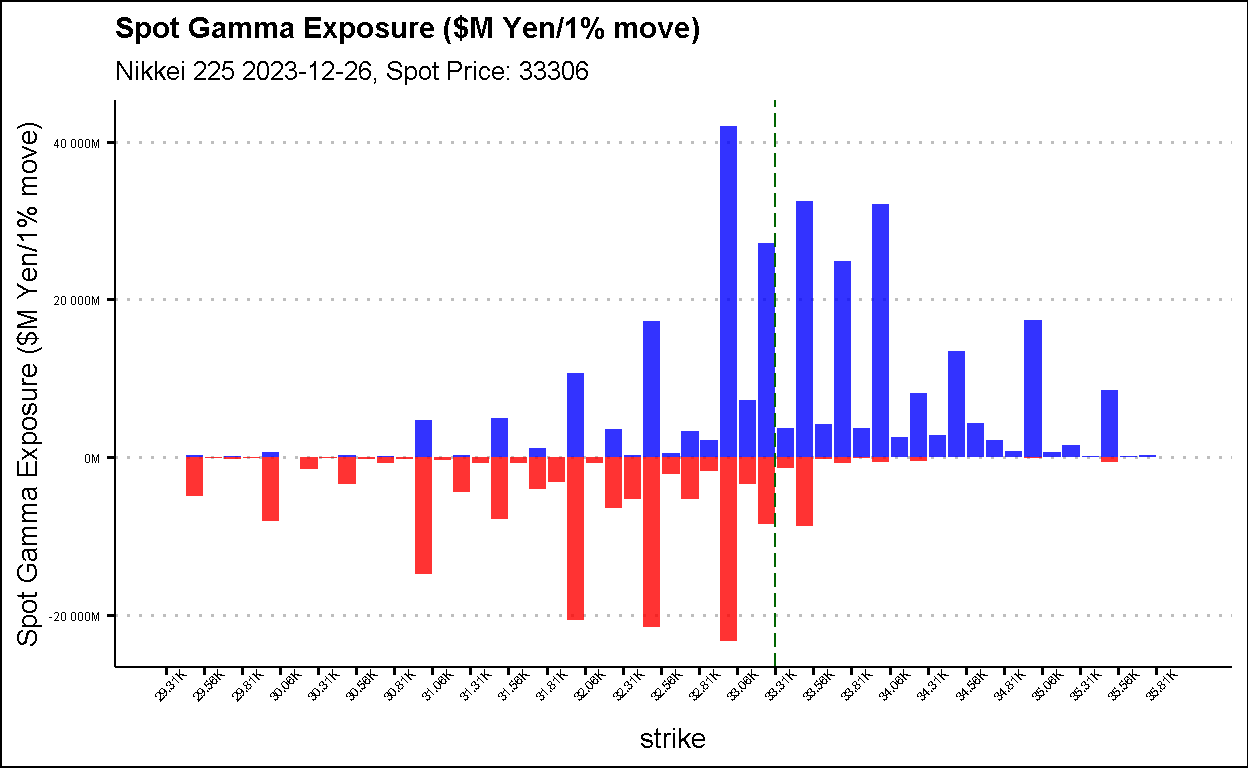 Spot Gamma Exposure ($M Yen/1% move)
Nikkei 225 2023-12-26, Spot Price: 33306
Spot Gamma Exposure ($M Yen/1% move)
40 000M
20 000M
0M
-20 000M
29.31K 29.56K 29.81K 30.06K 30.31K 30.56K 30.81K 31.06K 31.31K 31.56K 31.81K 32.06K 32.31K 32.56K 32.81K 33.06K 33.31K 33.56K 33.81K 34.06K 34.31K 34.56K 34.81K 35.06K 35.31K 35.56K 35.81K
strike